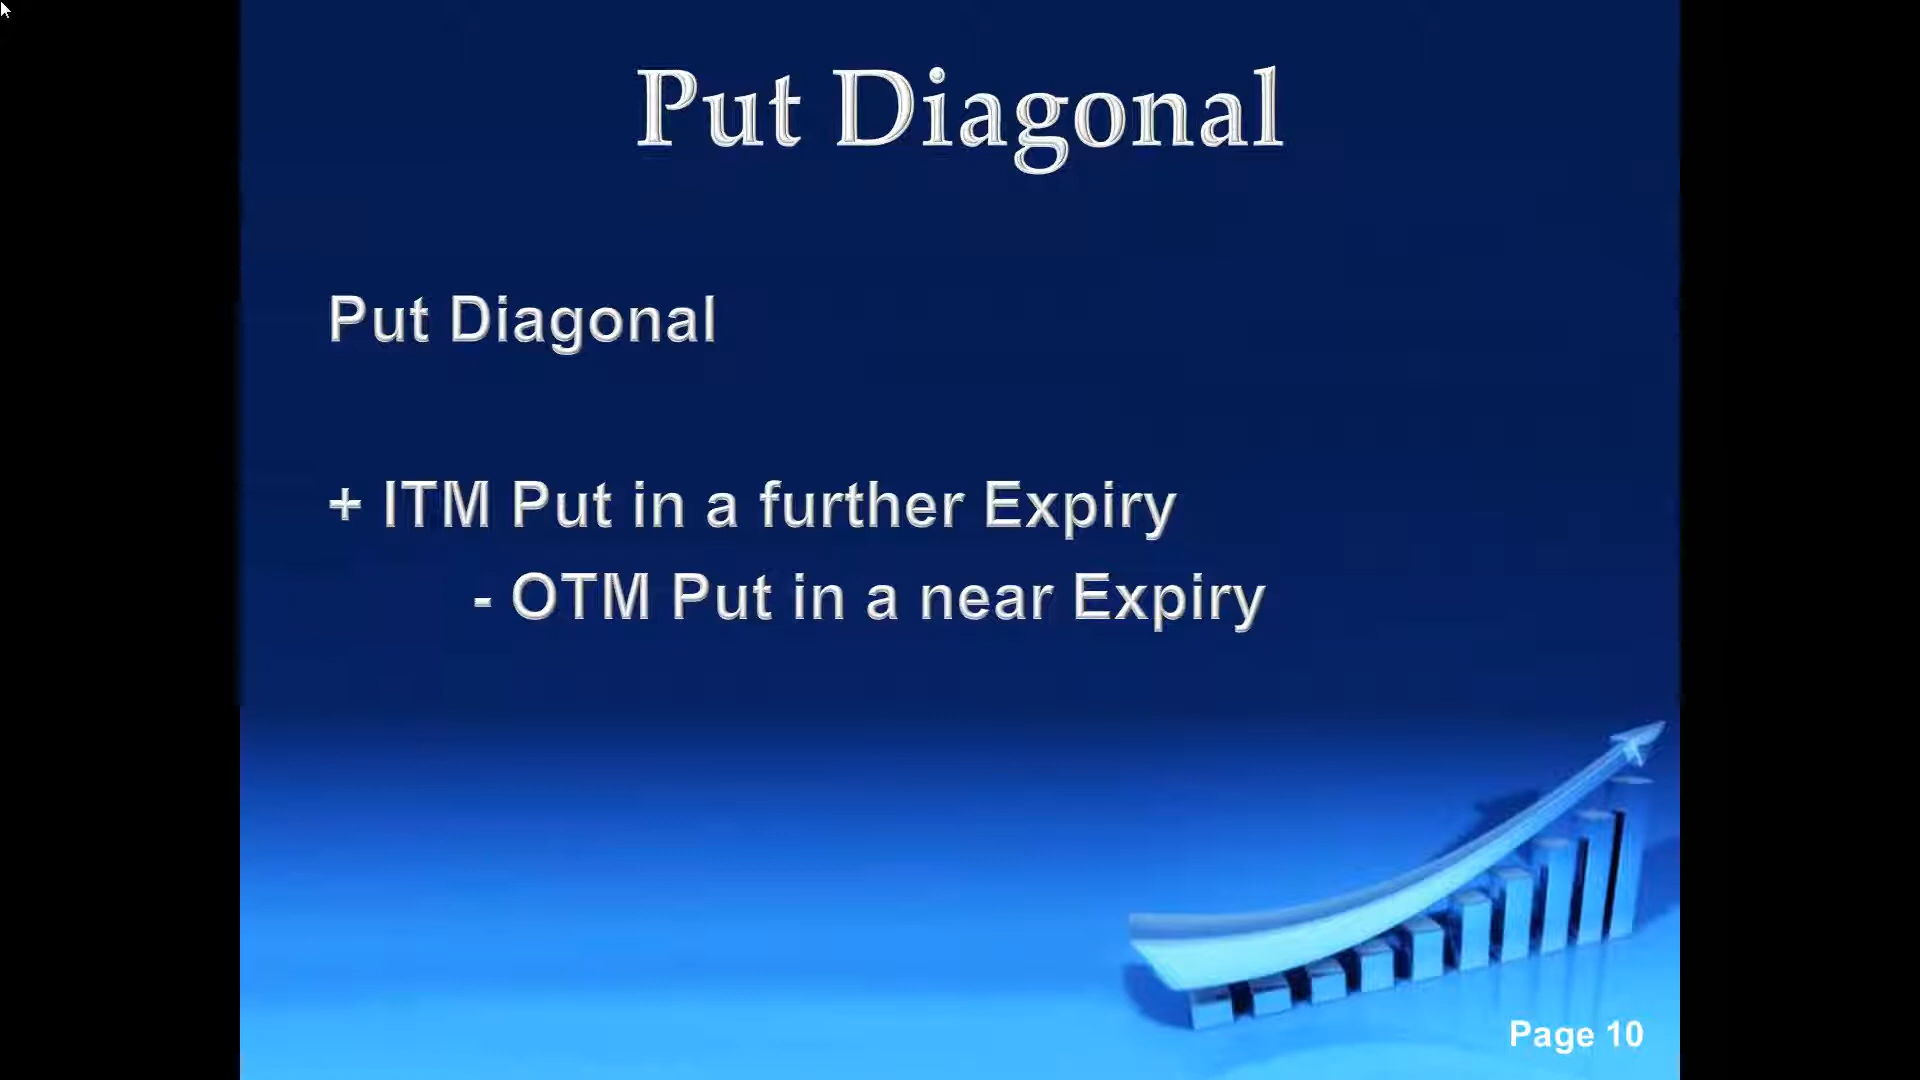 Put Diagonal
Put Diagonal
+ ITM Put in a further Expiry
- OTM Put in a near Expiry
Page 10